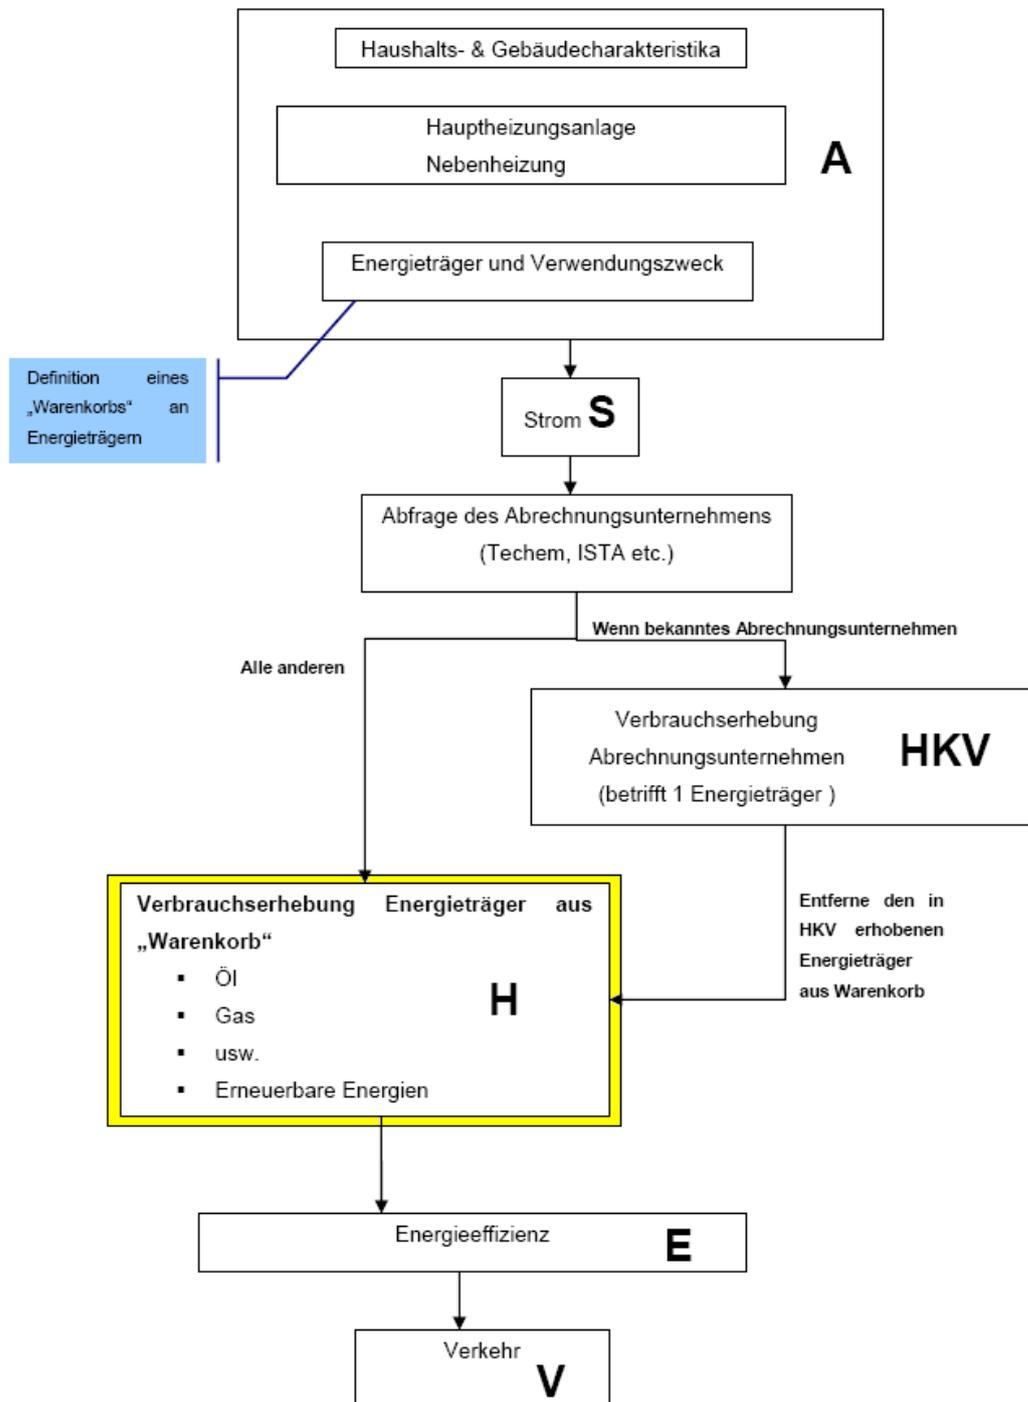 Haushalts- & Gebäudecharakteristika
Hauptheizungsanlage
Nebenheizung
A
Energieträger und Verwendungszweck
Definition eines
„Warenkorbs“ an
Energieträgern
Strom S
Abfrage des Abrechnungsunternehmens
(Techem, ISTA etc.)
Wenn bekanntes Abrechnungsunternehmen
Alle anderen
Verbrauchserhebung
Abrechnungsunternehmen
(betrifft 1 Energieträger )
HKV
Entferne den in
HKV erhobenen
Energieträger
aus Warenkorb
Verbrauchserhebung Energieträger aus
„Warenkorb“
▪ Öl
▪ Gas
▪ usw.
▪ Erneuerbare Energien
H
Energieeffizienz
E
Verkehr
V